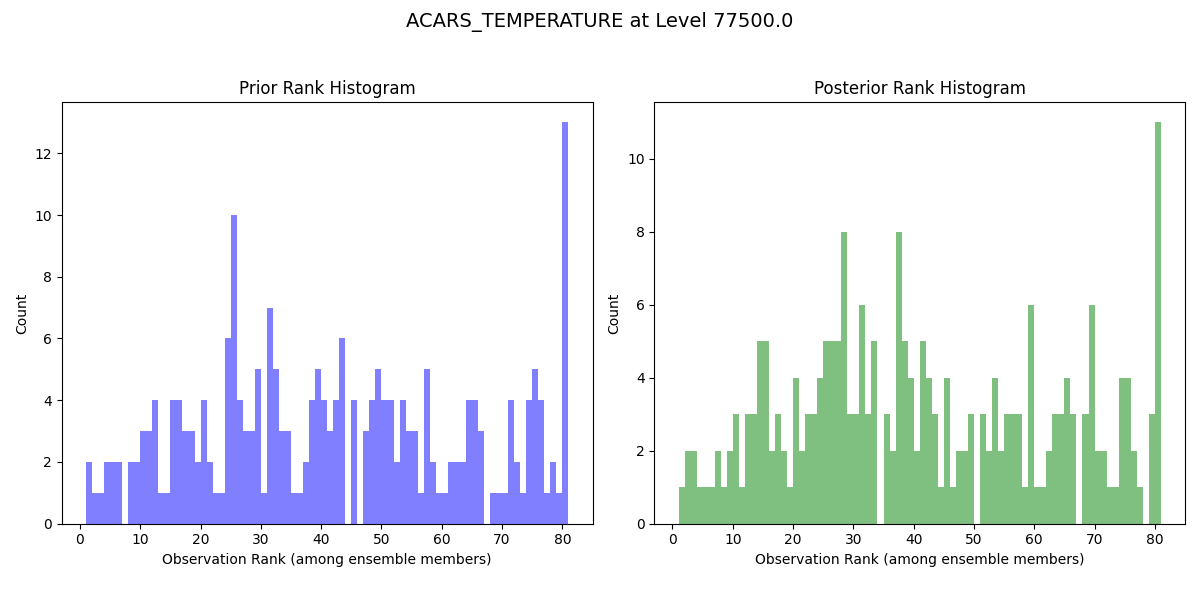 ACARS_TEMPERATURE at Level 77500.0
Prior Rank Histogram
Count
12
10
8
6
4
2
0
0 10 20 30 40 50 60 70 80
Observation Rank (among ensemble members)
Posterior Rank Histogram
Count
10
8
6
4
2
0
0 10 20 30 40 50 60 70 80
Observation Rank (among ensemble members)